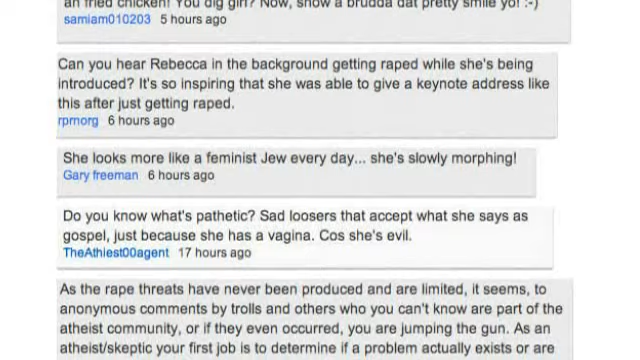 an fried chicken! You dig girl? Now, show a brudda dat pretty smile yo! :-)
samiam010203 5 hours ago
Can you hear Rebecca in the background getting raped while she's being
introduced? It's so inspiring that she was able to give a keynote address like
this after just getting raped.
rpmorg 6 hours ago
She looks more like a feminist Jew every day... she's slowly morphing!
Gary freeman 6 hours ago
Do you know what's pathetic? Sad loosers that accept what she says as
gospel, just because she has a vagina. Cos she's evil.
TheAthiest00agent 17 hours ago
As the rape threats have never been produced and are limited, it seems, to
anonymous comments by trolls and others who you can't know are part of the
atheist community, or if they even occurred, you are jumping the gun. As an
atheist/skeptic your first job is to determine if a problem actually exists or are